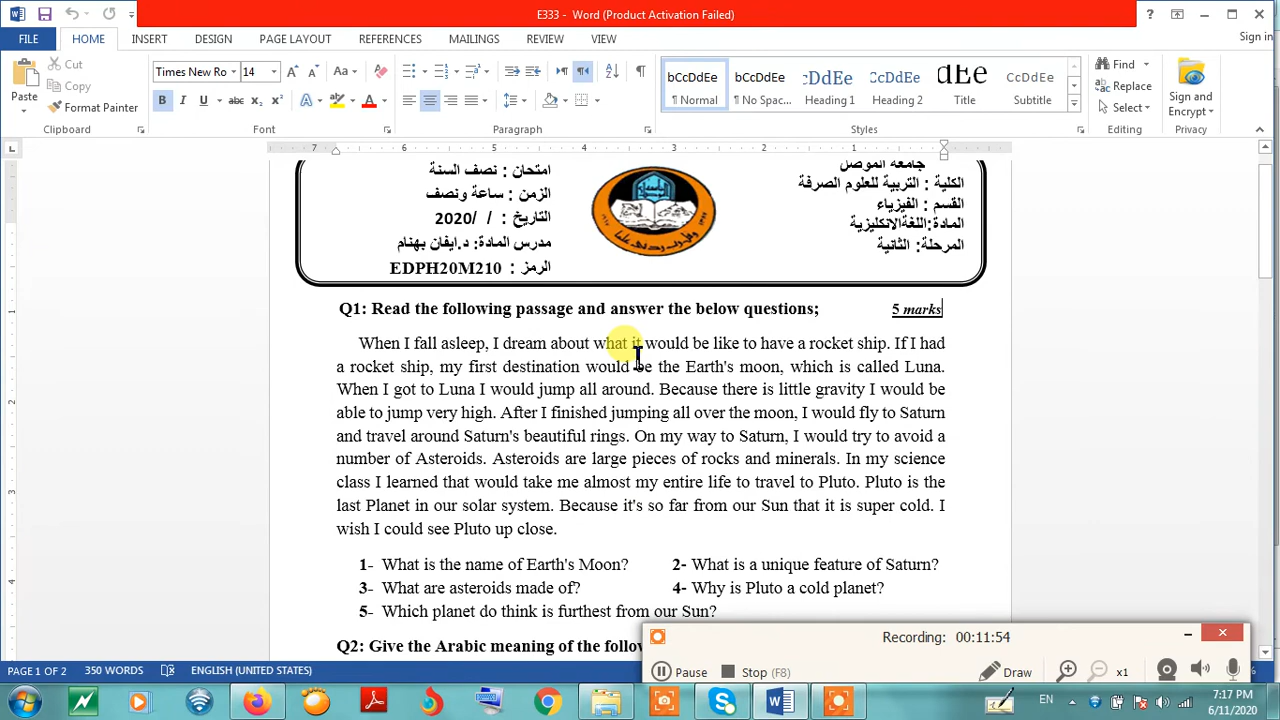 E333 - Word (Product Activation Failed)
FILE HOME INSERT DESIGN PAGE LAYOUT REFERENCES MAILINGS REVIEW VIEW Sign in
Cut
Copy
Format Painter
Paste
Times New Ro 14
Find
Replace
Select
Sign and
Encrypt
AaBbCcDdEe
¶ Normal ¶ No Spac... Heading 1 Heading 2 Title Subtitle
Clipboard Font Paragraph Styles Editing Privacy
7 6 5 4 3 2 1
جامعة الموصل
الكلية : التربية للعلوم الصرفة
القسم : الفيزياء
المادة:اللغةالانكليزية
المرحلة: الثانية
امتحان : نصف السنة
الزمن : ساعة ونصف
التاريخ : / /2020
مدرس المادة: د.ايفان بهنام
الرمز : EDPH20M210
Q1: Read the following passage and answer the below questions; 5 marks
When I fall asleep, I dream about what it would be like to have a rocket ship. If I had
a rocket ship, my first destination would be the Earth's moon, which is called Luna.
When I got to Luna I would jump all around. Because there is little gravity I would be
able to jump very high. After I finished jumping all over the moon, I would fly to Saturn
and travel around Saturn's beautiful rings. On my way to Saturn, I would try to avoid a
number of Asteroids. Asteroids are large pieces of rocks and minerals. In my science
class I learned that would take me almost my entire life to travel to Pluto. Pluto is the
last Planet in our solar system. Because it's so far from our Sun that it is super cold. I
wish I could see Pluto up close.
1- What is the name of Earth's Moon? 2- What is a unique feature of Saturn?
3- What are asteroids made of? 4- Why is Pluto a cold planet?
5- Which planet do think is furthest from our Sun?
Q2: Give the Arabic meaning of the follow
Recording: 00:11:54
Pause Stop (F8) Draw x1
PAGE 1 OF 2 350 WORDS ENGLISH (UNITED STATES)
EN
7:17 PM
6/11/2020